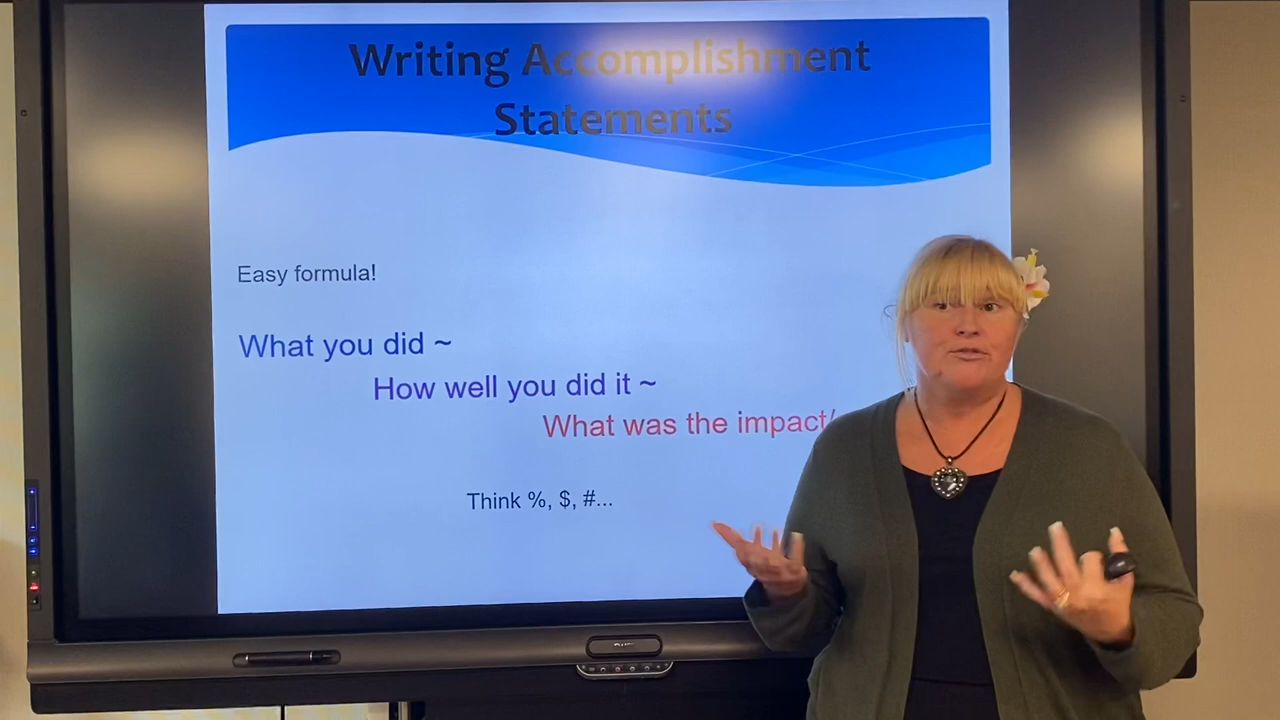 Writing Accomplishment
Statements
Easy formula!
What you did ~
How well you did it ~
What was the impact/
Think %, $, #...